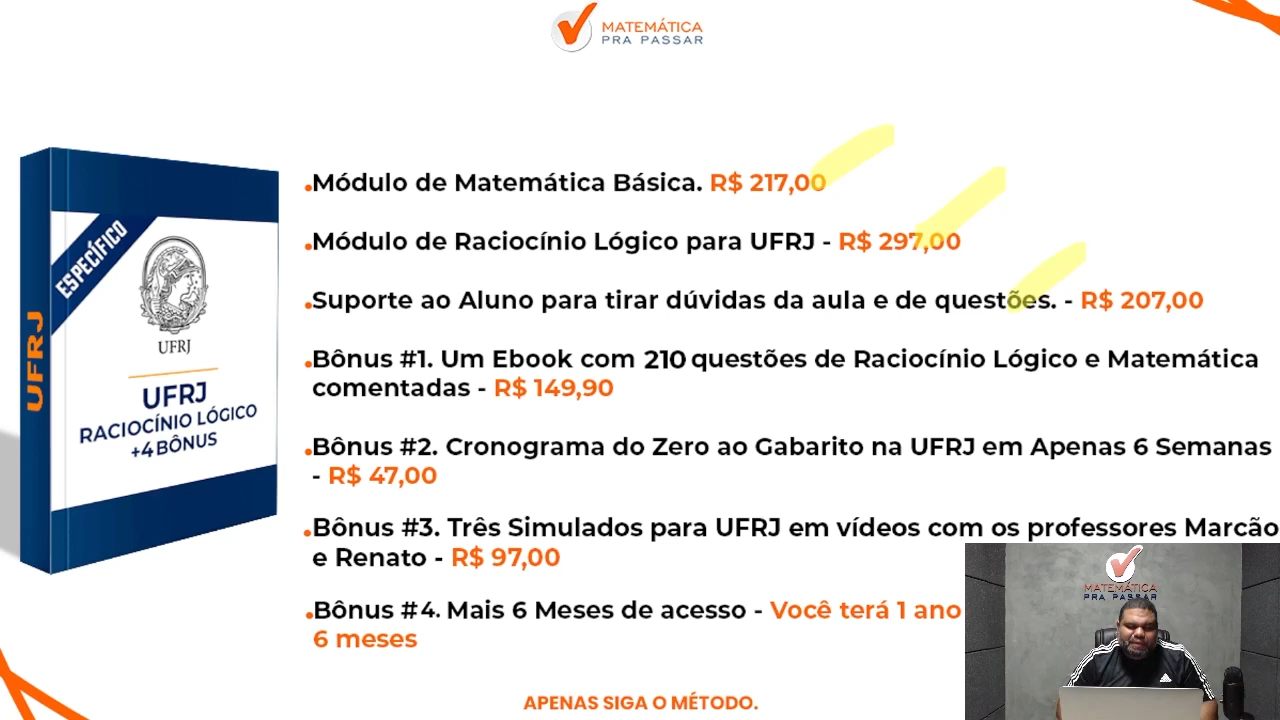 MATEMÁTICA
PRA PASSAR
•Módulo de Matemática Básica. R$ 217,00
•Módulo de Raciocínio Lógico para UFRJ - R$ 297,00
•Suporte ao Aluno para tirar dúvidas da aula e de questões. - R$ 207,00
•Bônus #1. Um Ebook com 210 questões de Raciocínio Lógico e Matemática
comentadas - R$ 149,90
•Bônus #2. Cronograma do Zero ao Gabarito na UFRJ em Apenas 6 Semanas
- R$ 47,00
•Bônus #3. Três Simulados para UFRJ em vídeos com os professores Marcão
e Renato - R$ 97,00
•Bônus #4. Mais 6 Meses de acesso - Você terá 1 ano
6 meses
ESPECÍFICO
UFRJ
UFRJ
UFRJ
RACIOCÍNIO LÓGICO
+4 BÔNUS
MATEMÁTICA
PRA PASSAR
adidas
APENAS SIGA O MÉTODO.